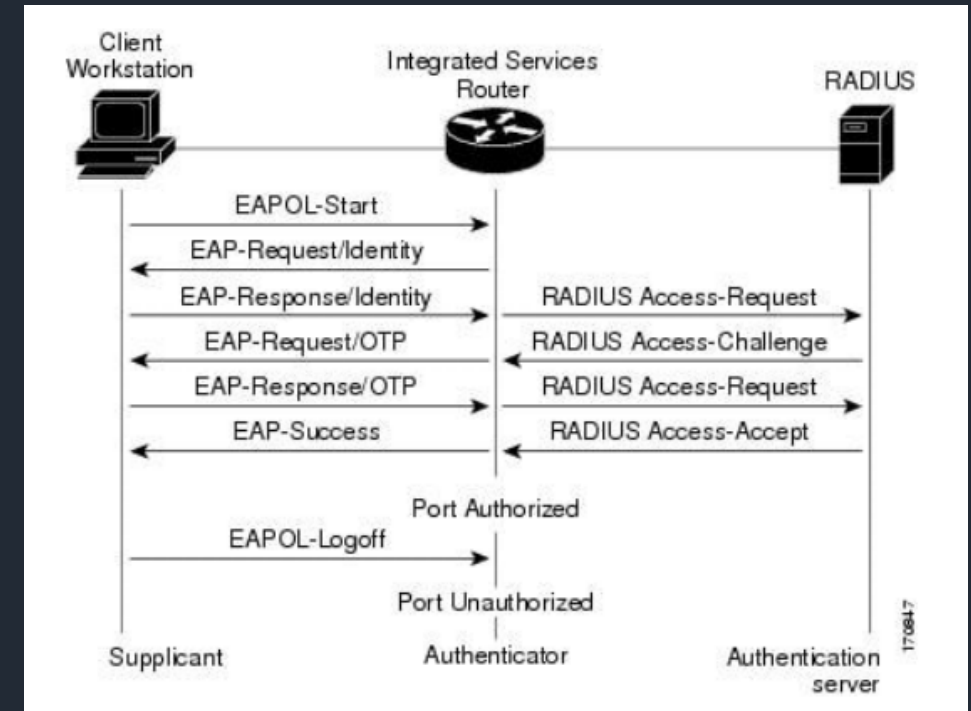 Client
Workstation
Integrated Services
Router
RADIUS
EAPOL-Start
EAP-Request/Identity
EAP-Response/Identity
RADIUS Access-Request
EAP-Request/OTP
RADIUS Access-Challenge
EAP-Response/OTP
RADIUS Access-Request
EAP-Success
RADIUS Access-Accept
Port Authorized
EAPOL-Logoff
Port Unauthorized
Supplicant
Authenticator
Authentication
server
170847